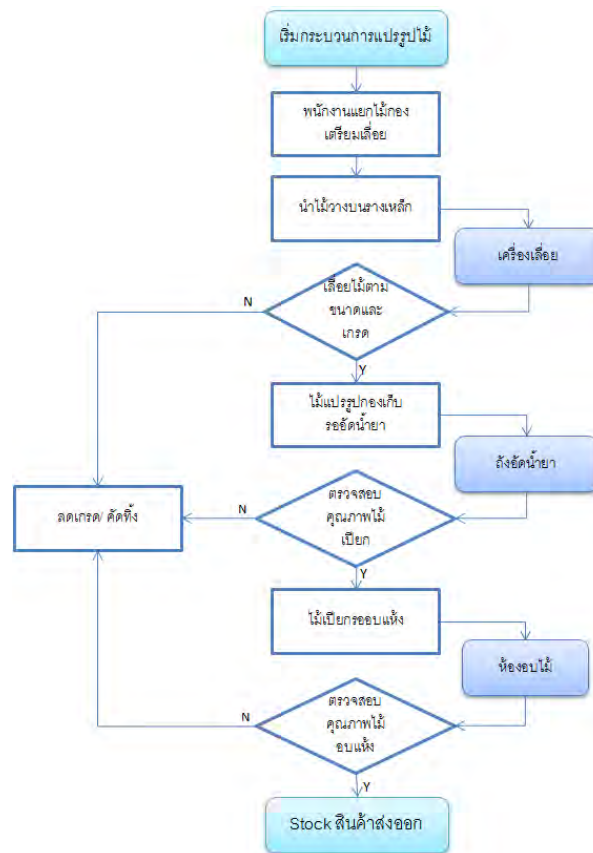 เริ่มกระบวนการแปรรูปไม้
พนักงานแยกไม้กอง
เตรียมเลื่อย
นำไม้วางบนรางเหล็ก
เครื่องเลื่อย
เลื่อยไม้ตาม
ขนาดและ
เกรด
N
Y
ไม้แปรรูปกองเก็บ
รออัดน้ำยา
ถังอัดน้ำยา
ตรวจสอบ
คุณภาพไม้
เปียก
N
ลดเกรด/ คัดทิ้ง
Y
ไม้เปียกรออบแห้ง
ห้องอบไม้
ตรวจสอบ
คุณภาพไม้
อบแห้ง
N
Y
Stock สินค้าส่งออก